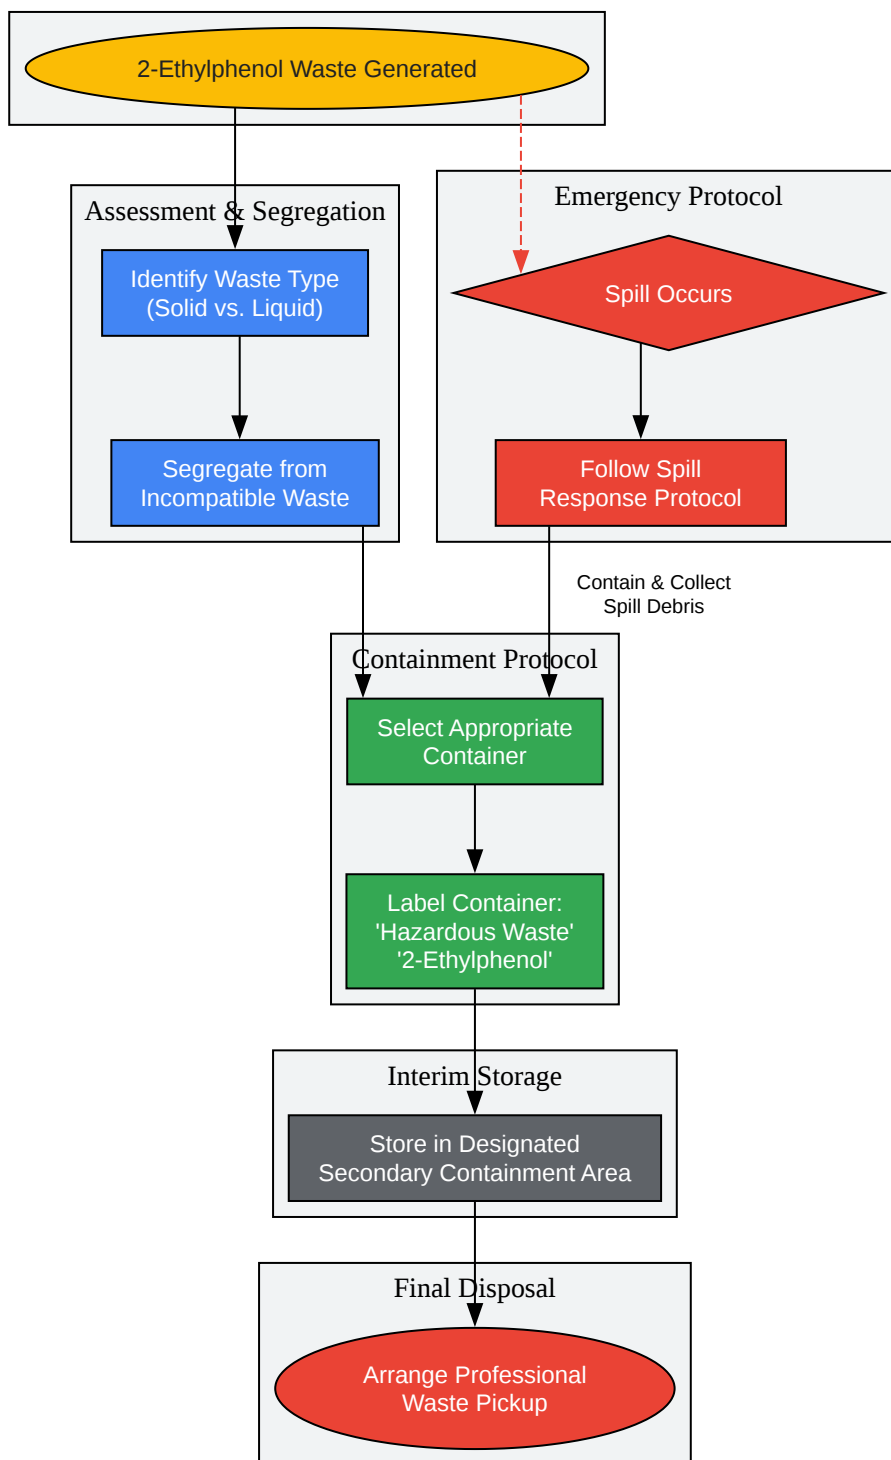 2-Ethylphenol Waste Generated
Assessment & Segregation
Identify Waste Type
(Solid vs. Liquid)
Segregate from
Incompatible Waste
Emergency Protocol
Spill Occurs
Follow Spill
Response Protocol
Contain & Collect
Spill Debris
Containment Protocol
Select Appropriate
Container
Label Container:
'Hazardous Waste'
'2-Ethylphenol'
Interim Storage
Store in Designated
Secondary Containment Area
Final Disposal
Arrange Professional
Waste Pickup